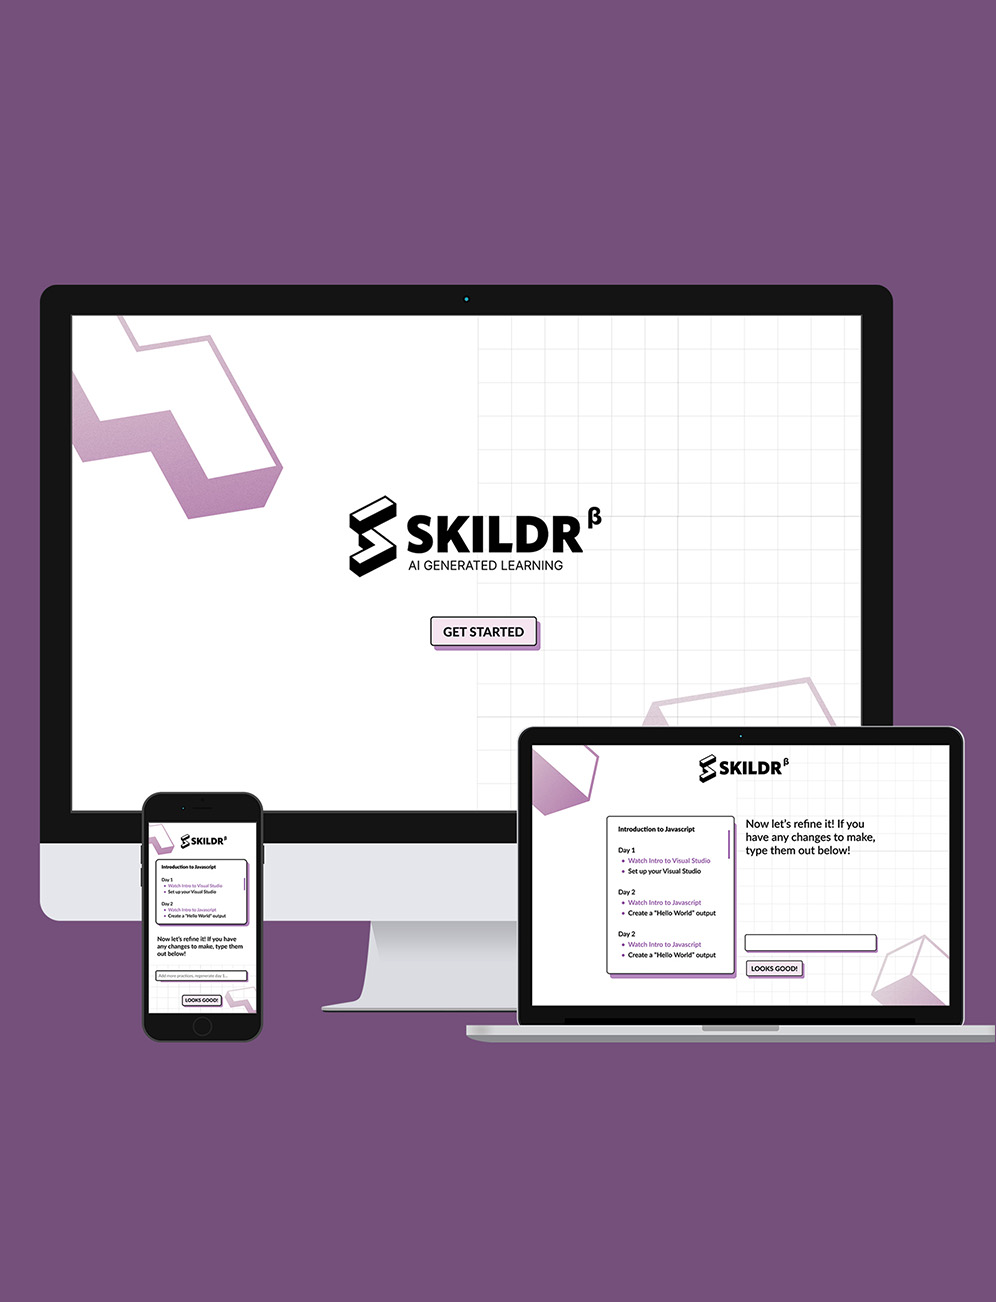 SKILDR β
AI GENERATED LEARNING
GET STARTED
SKILDR β
Introduction to Javascript
Day 1
• Watch Intro to Visual Studio
• Set up your Visual Studio
Day 2
• Watch Intro to Javascript
• Create a "Hello World" output
Now let's refine it! If you have
any changes to make, type them
out below!
Add more practices, regenerate day 5...
LOOKS GOOD!
SKILDR β
Introduction to Javascript
Day 1
• Watch Intro to Visual Studio
• Set up your Visual Studio
Day 2
• Watch Intro to Javascript
• Create a "Hello World" output
Day 2
• Watch Intro to Javascript
• Create a "Hello World" output
Now let's refine it! If you
have any changes to make,
type them out below!
LOOKS GOOD!